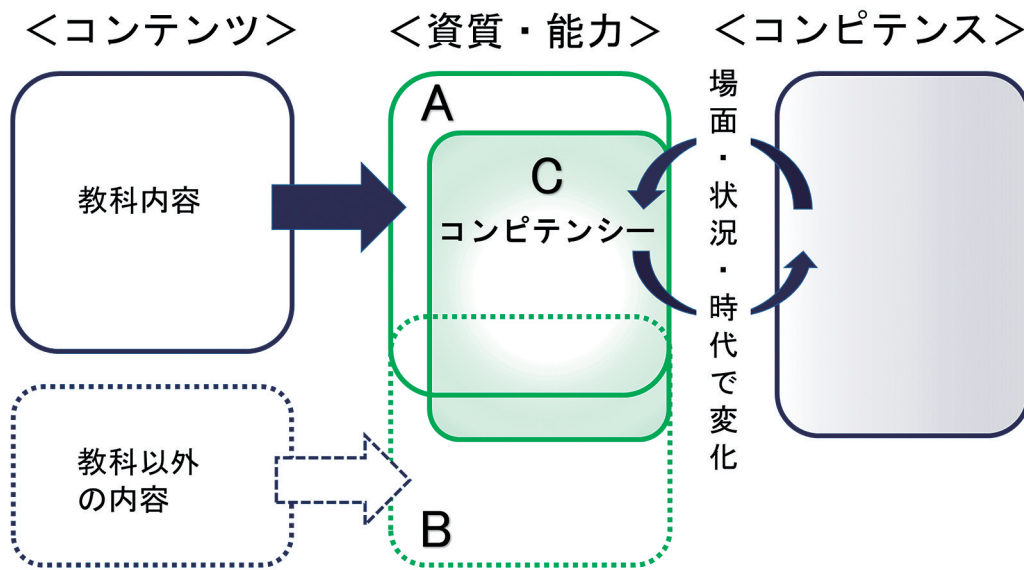 ＜コンテンツ＞
＜資質・能力＞
＜コンピテンス＞
教科内容
教科以外
の内容
A
C
コンピテンシー
B
場面・状況・時代で変化